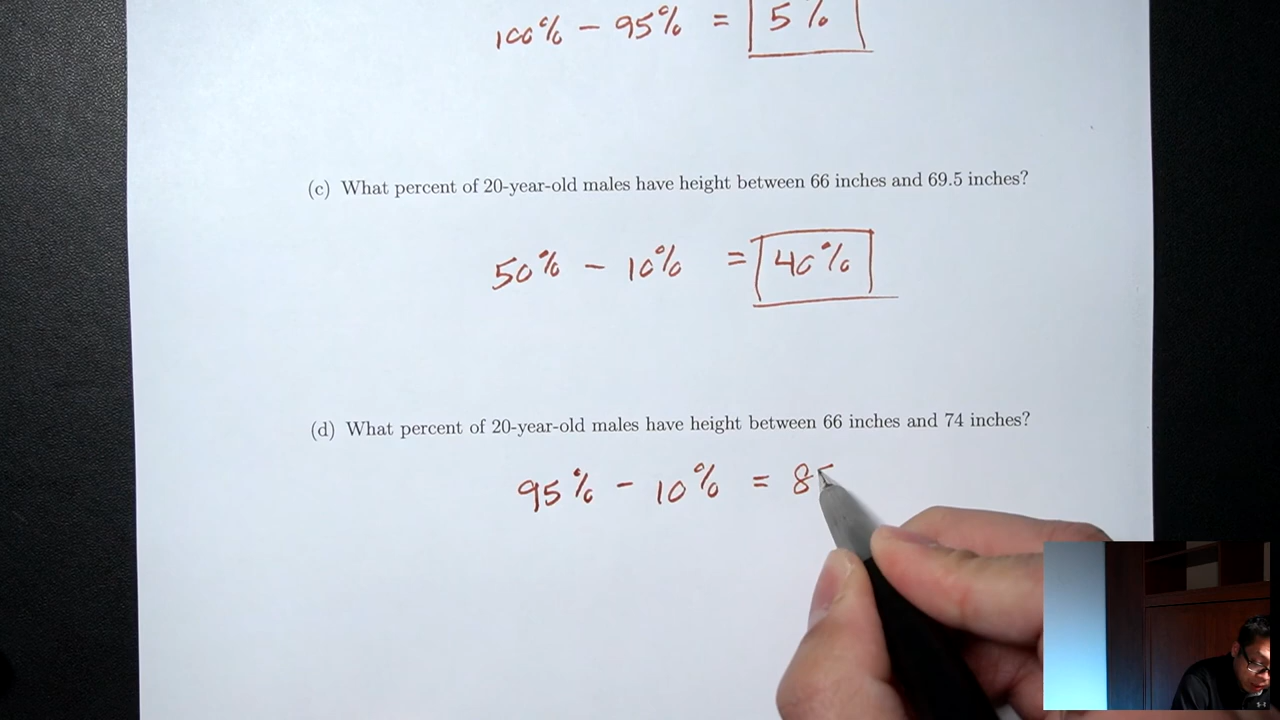 100% - 95% = 5%
(c) What percent of 20-year-old males have height between 66 inches and 69.5 inches?
50% - 10% = 40%
(d) What percent of 20-year-old males have height between 66 inches and 74 inches?
95% - 10% = 85